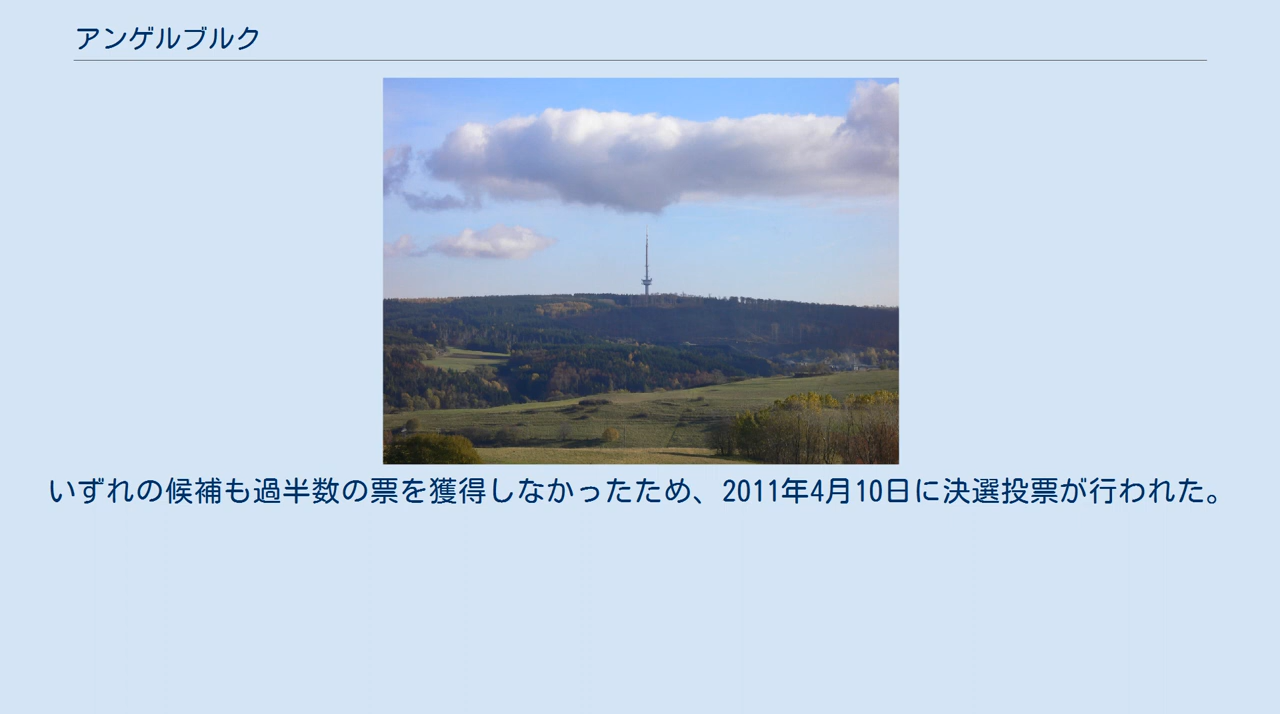 アンゲルブルク
いずれの候補も過半数の票を獲得しなかったため、2011年4月10日に決選投票が行われた。